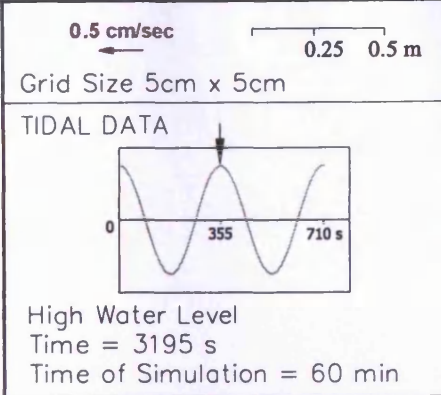 0.5 cm/sec
0.25 0.5 m
Grid Size 5cm x 5cm
TIDAL DATA
0 355 710 s
High Water Level
Time = 3195 s
Time of Simulation = 60 min